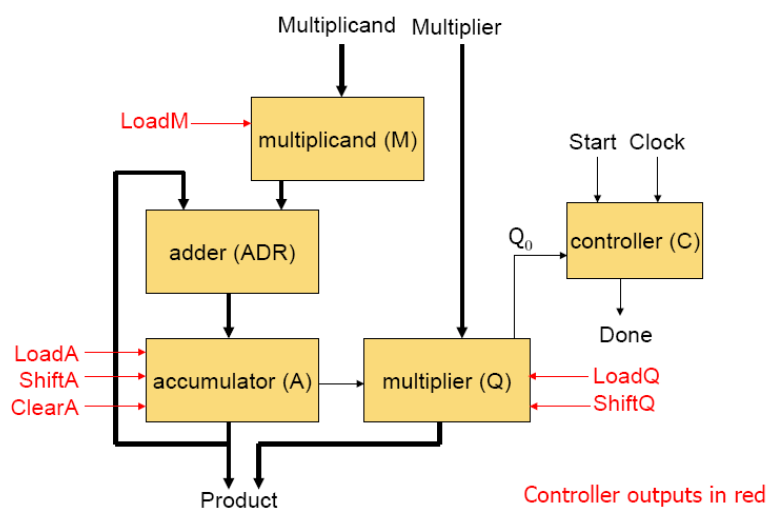 Multiplicand Multiplier
LoadM
multiplicand (M)
Start Clock
Q0
controller (C)
adder (ADR)
Done
LoadA
ShiftA
ClearA
accumulator (A)
multiplier (Q)
LoadQ
ShiftQ
Product
Controller outputs in red